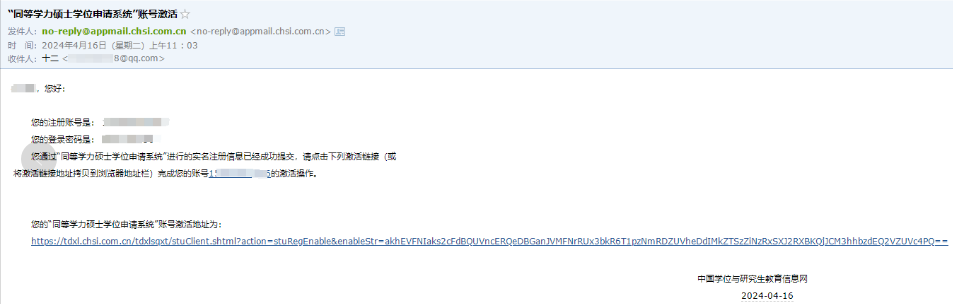 “同等学力硕士学位申请系统”账号激活☆
发件人：no-reply@appmail.chsi.com.cn <no-reply@appmail.chsi.com.cn>
时　间：2024年4月16日（星期二）上午11：03
收件人：十二 <8@qq.com>
，您好：
您的注册账号是：
您的登录密码是：
您通过“同等学力硕士学位申请系统”进行的实名注册信息已经成功提交，请点击下列激活链接（或
将激活链接地址拷贝到浏览器地址栏）完成您的账号的激活操作。
您的“同等学力硕士学位申请系统”账号激活地址为：
https://tdxl.chsi.com.cn/tdxlsqxt/stuClient.shtml?action=stuRegEnable&enableStr=akhEVFNIaks2cFdBQUVncERQeDBGanJVMFNrRUx3bkR6T1pzNmRDZUVheDdIMkZTSzZiNzRxSXJ2RXBKQlJCM3hhbzdEQ2VZUVc4PQ==
中国学位与研究生教育信息网
2024-04-16